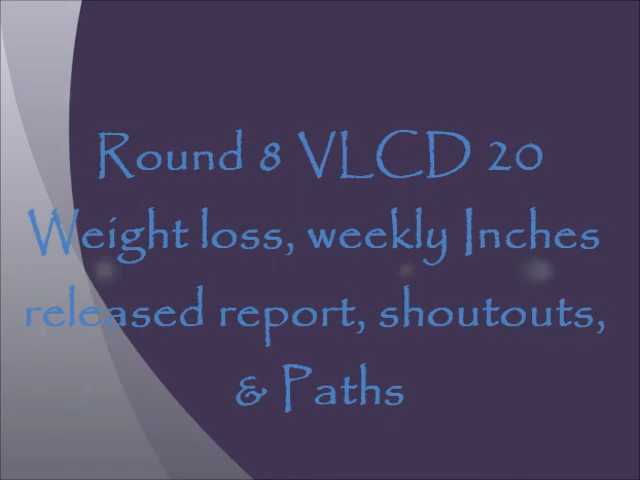 Round 8 VLCD 20
Weight loss, weekly Inches
released report, shoutouts,
& Paths